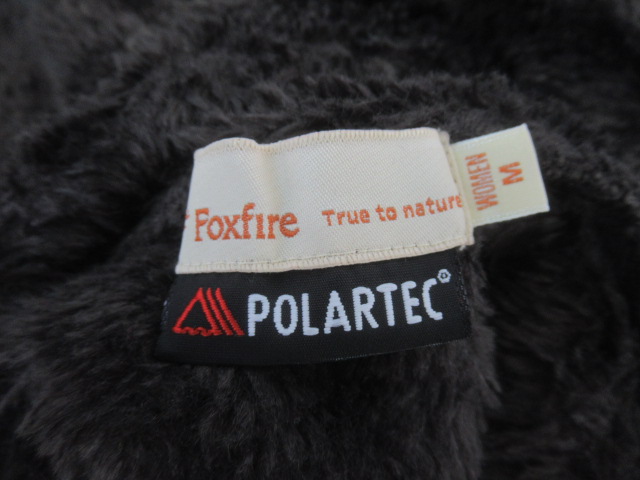 Foxfire True to nature
WOMEN
M
POLARTEC®